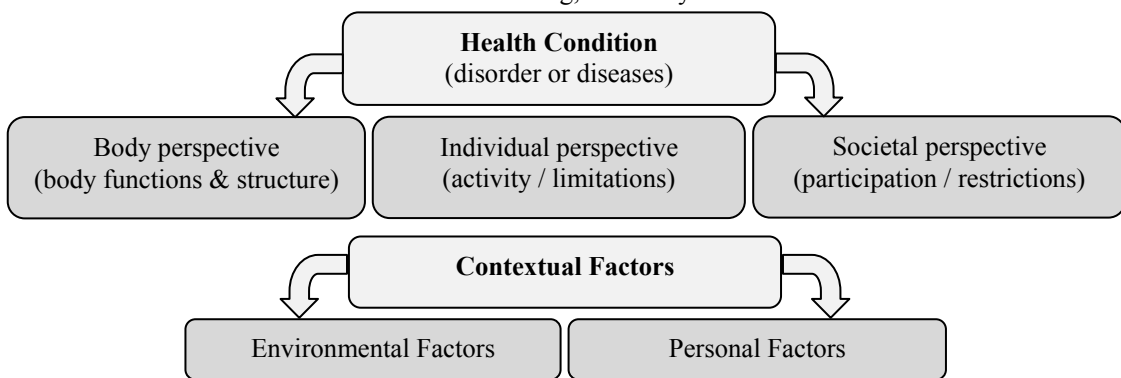 Health Condition
(disorder or diseases)
Body perspective
(body functions & structure)
Individual perspective
(activity / limitations)
Societal perspective
(participation / restrictions)
Contextual Factors
Environmental Factors
Personal Factors